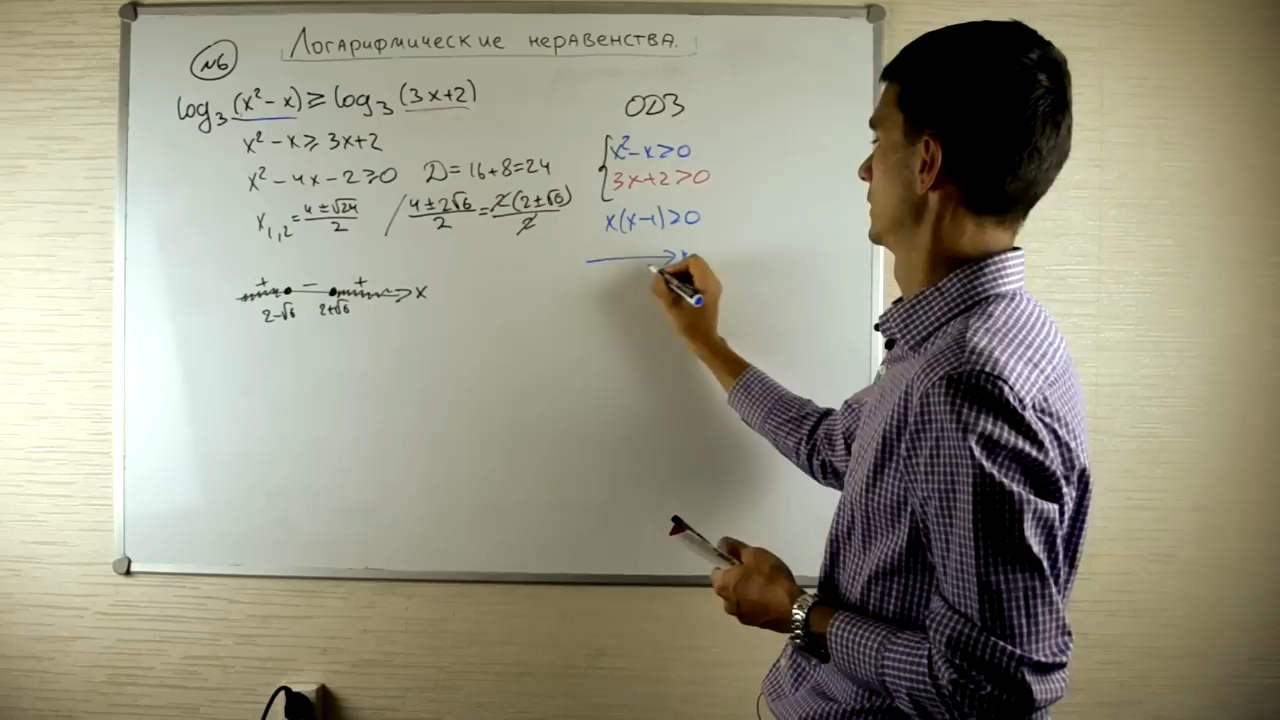 №6
Логарифмические неравенства.
log₃(x²-x)≥log₃(3x+2)
x²-x≥3x+2
x²-4x-2≥0 D=16+8=24
x₁,₂=(4±√24)/2 / (4±2√6)/2=2(2±√6)/2
+ - + x
2-√6 2+√6
ОДЗ
x²-x>0
3x+2>0
x(x-1)>0
x